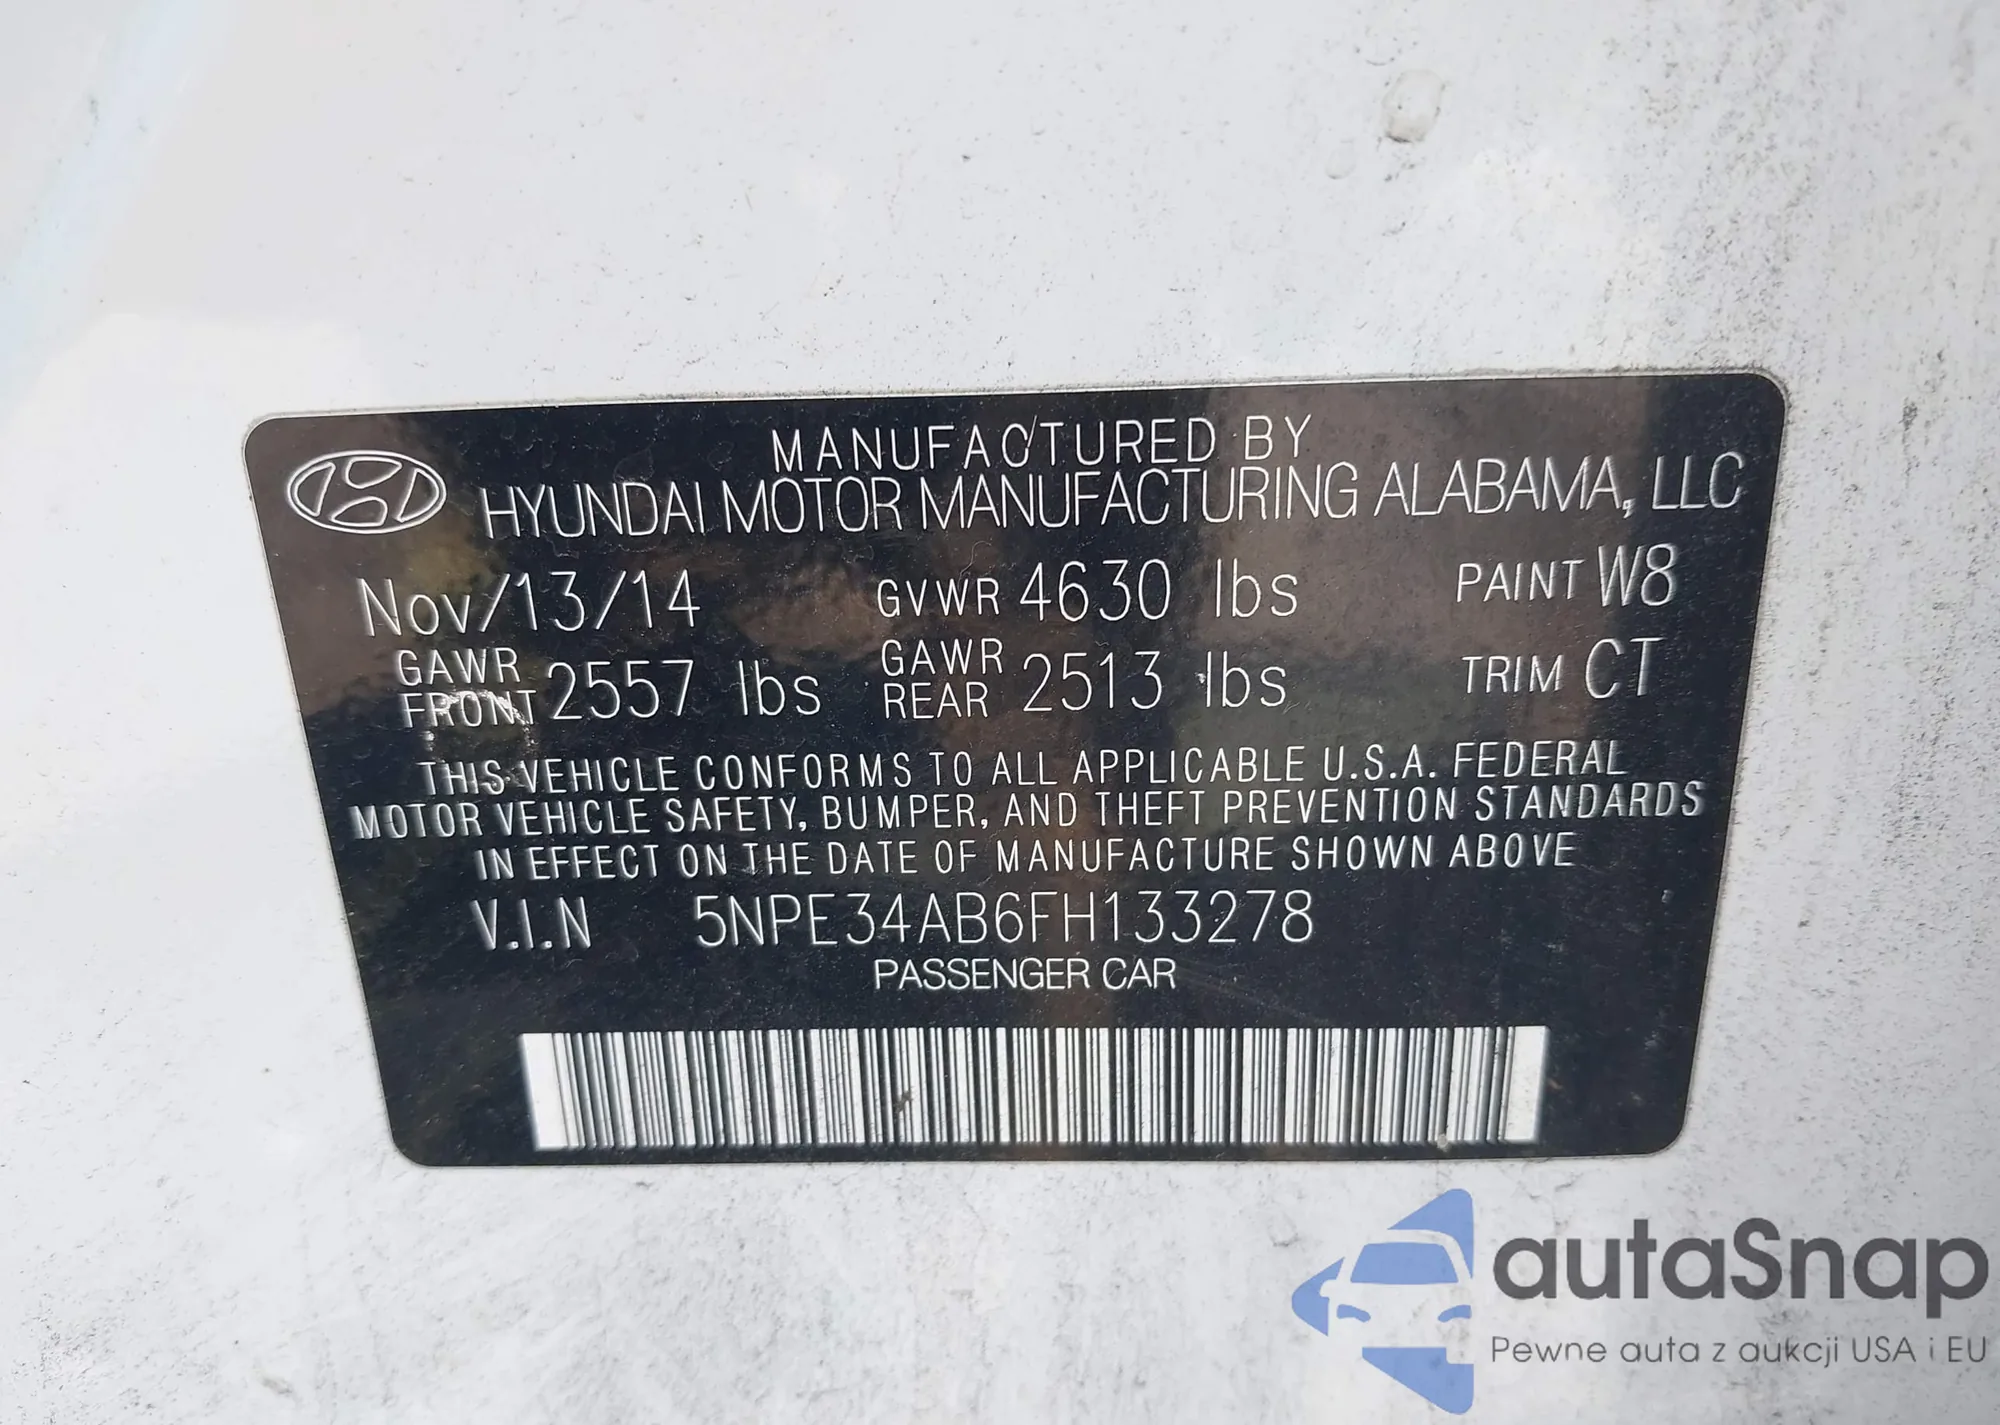 MANUFACTURED BY
HYUNDAI MOTOR MANUFACTURING ALABAMA, LLC
Nov/13/14 GVWR 4630 lbs PAINT W8
GAWR FRONT 2557 lbs GAWR REAR 2513 lbs TRIM CT
THIS VEHICLE CONFORMS TO ALL APPLICABLE U.S.A. FEDERAL
MOTOR VEHICLE SAFETY, BUMPER, AND THEFT PREVENTION STANDARDS
IN EFFECT ON THE DATE OF MANUFACTURE SHOWN ABOVE
V.I.N 5NPE34AB6FH133278
PASSENGER CAR
autaSnap
Pewne auta z aukcji USA i EU